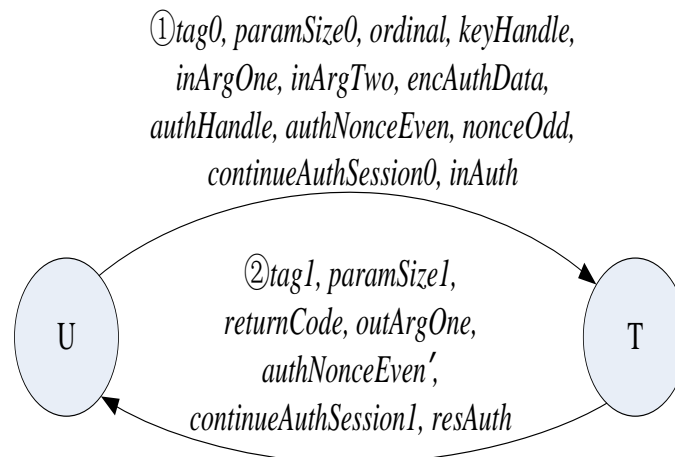 ①tag0, paramSize0, ordinal, keyHandle,
inArgOne, inArgTwo, encAuthData,
authHandle, authNonceEven, nonceOdd,
continueAuthSession0, inAuth
②tag1, paramSize1,
returnCode, outArgOne,
authNonceEven′,
continueAuthSession1, resAuth
U
T